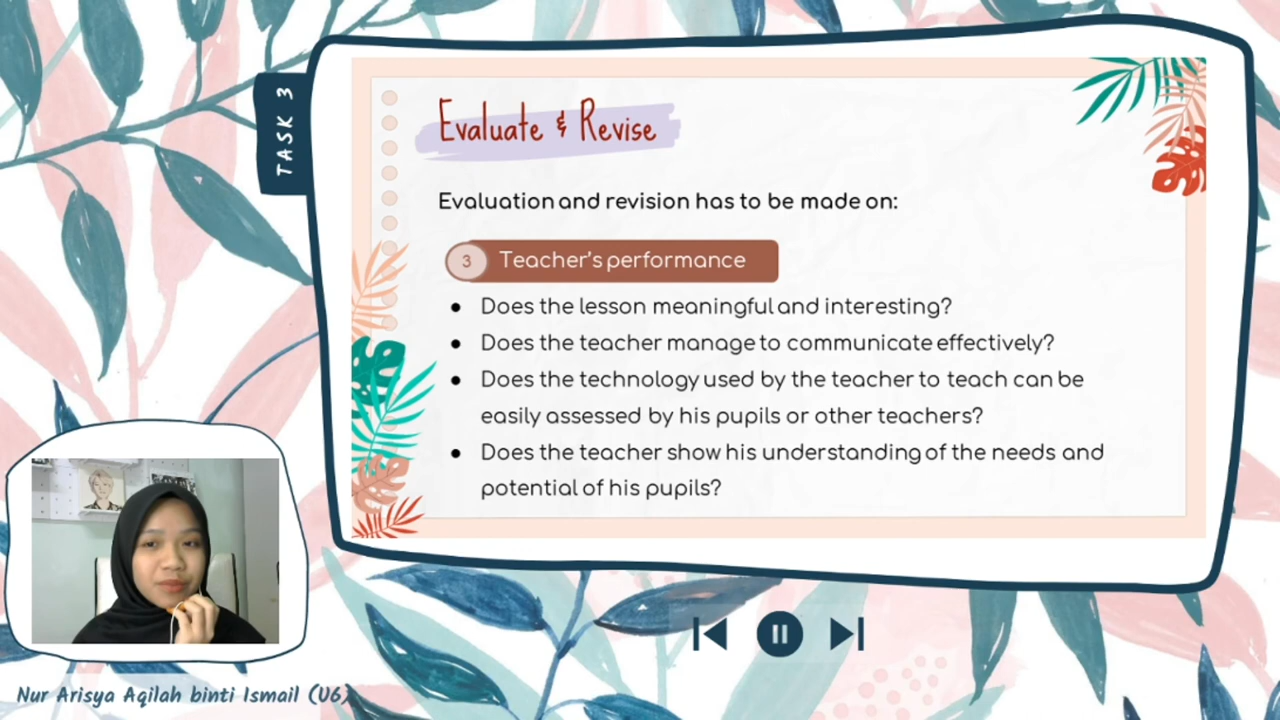 TASK 3
Evaluate & Revise
Evaluation and revision has to be made on:
3 Teacher's performance
• Does the lesson meaningful and interesting?
• Does the teacher manage to communicate effectively?
• Does the technology used by the teacher to teach can be
easily assessed by his pupils or other teachers?
• Does the teacher show his understanding of the needs and
potential of his pupils?
Nur Arisya Aqilah binti Ismail (U6)